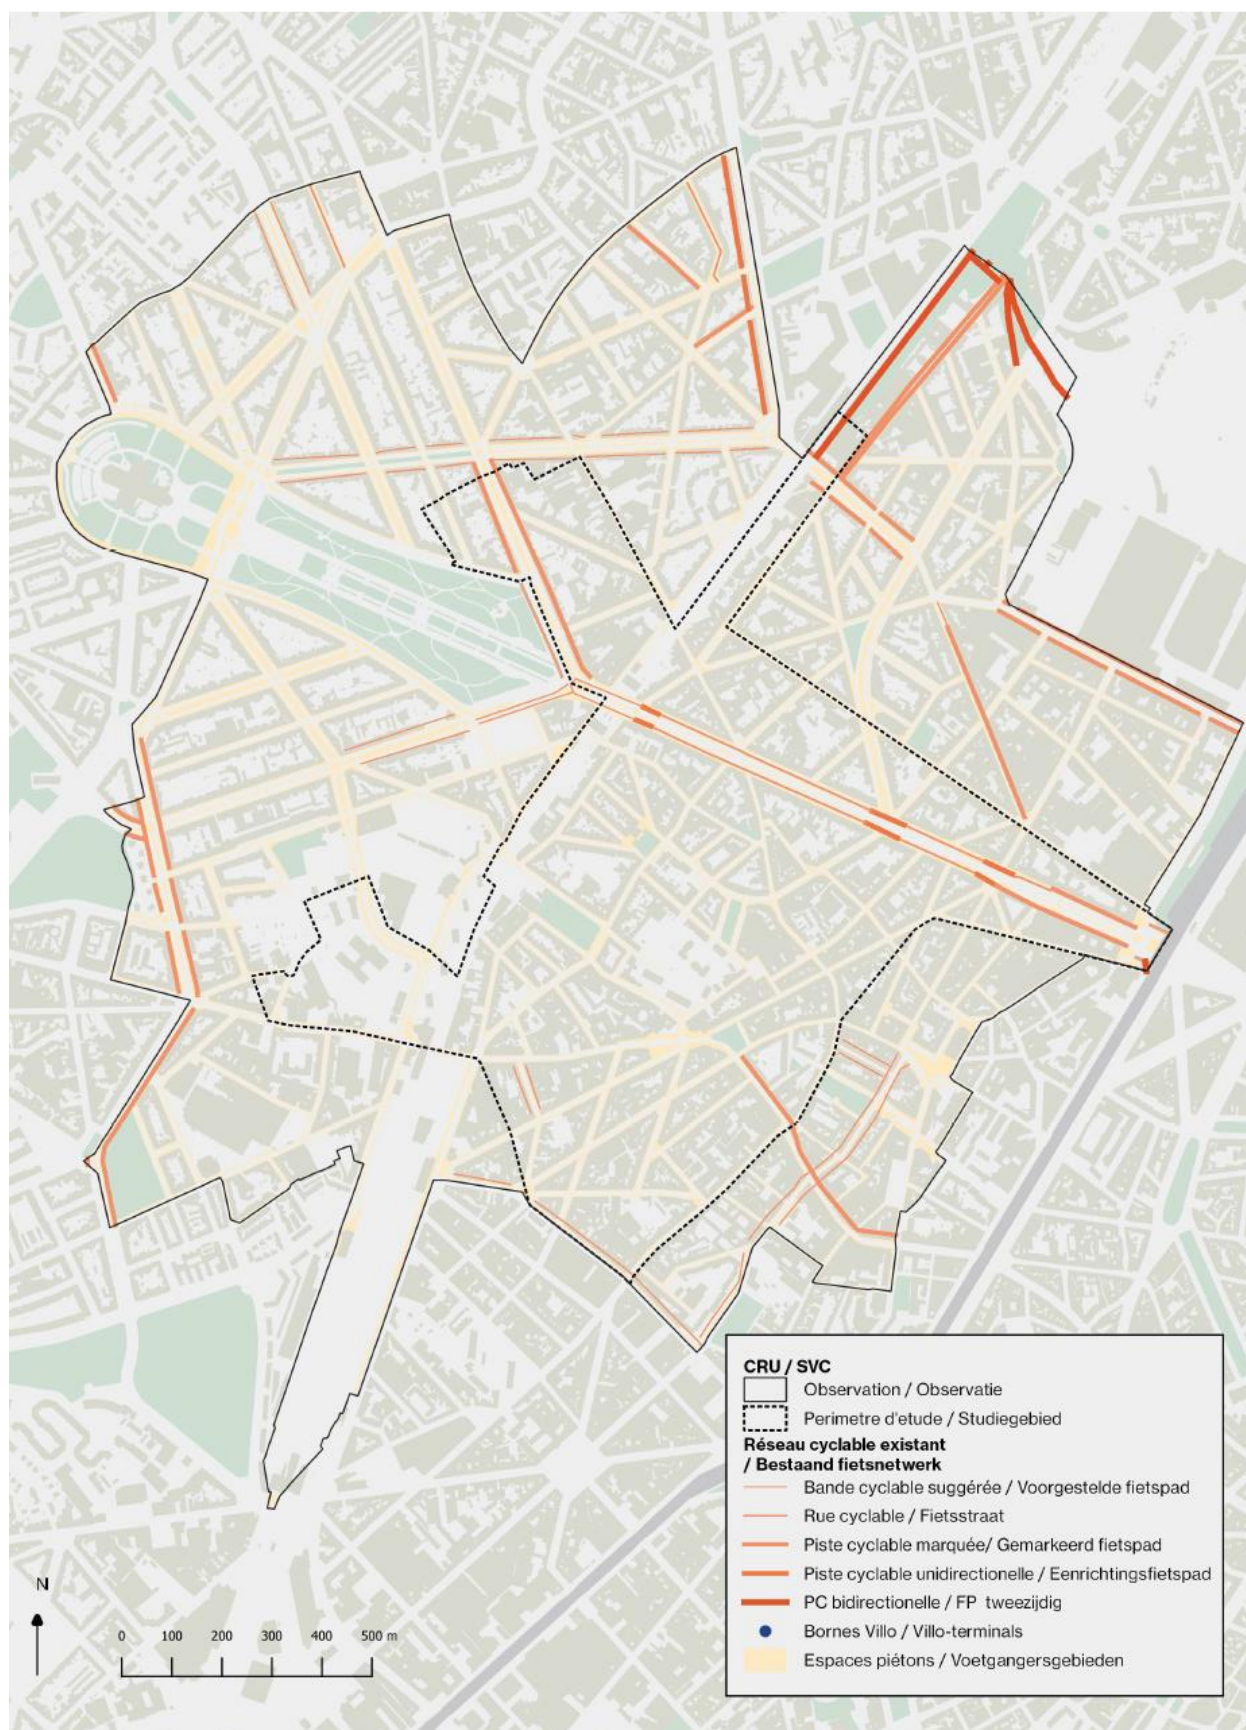 CRU / SVC
Observation / Observatie
Perimetre d'etude / Studiegebied
Réseau cyclable existant
/ Bestaand fietsnetwerk
Bande cyclable suggérée / Voorgestelde fietspad
Rue cyclable / Fietsstraat
Piste cyclable marquée/ Gemarkeerd fietspad
Piste cyclable unidirectionelle / Eenrichtingsfietspad
PC bidirectionelle / FP tweezijdig
Bornes Villo / Villo-terminals
Espaces piétons / Voetgangersgebieden
N
0 100 200 300 400 500 m